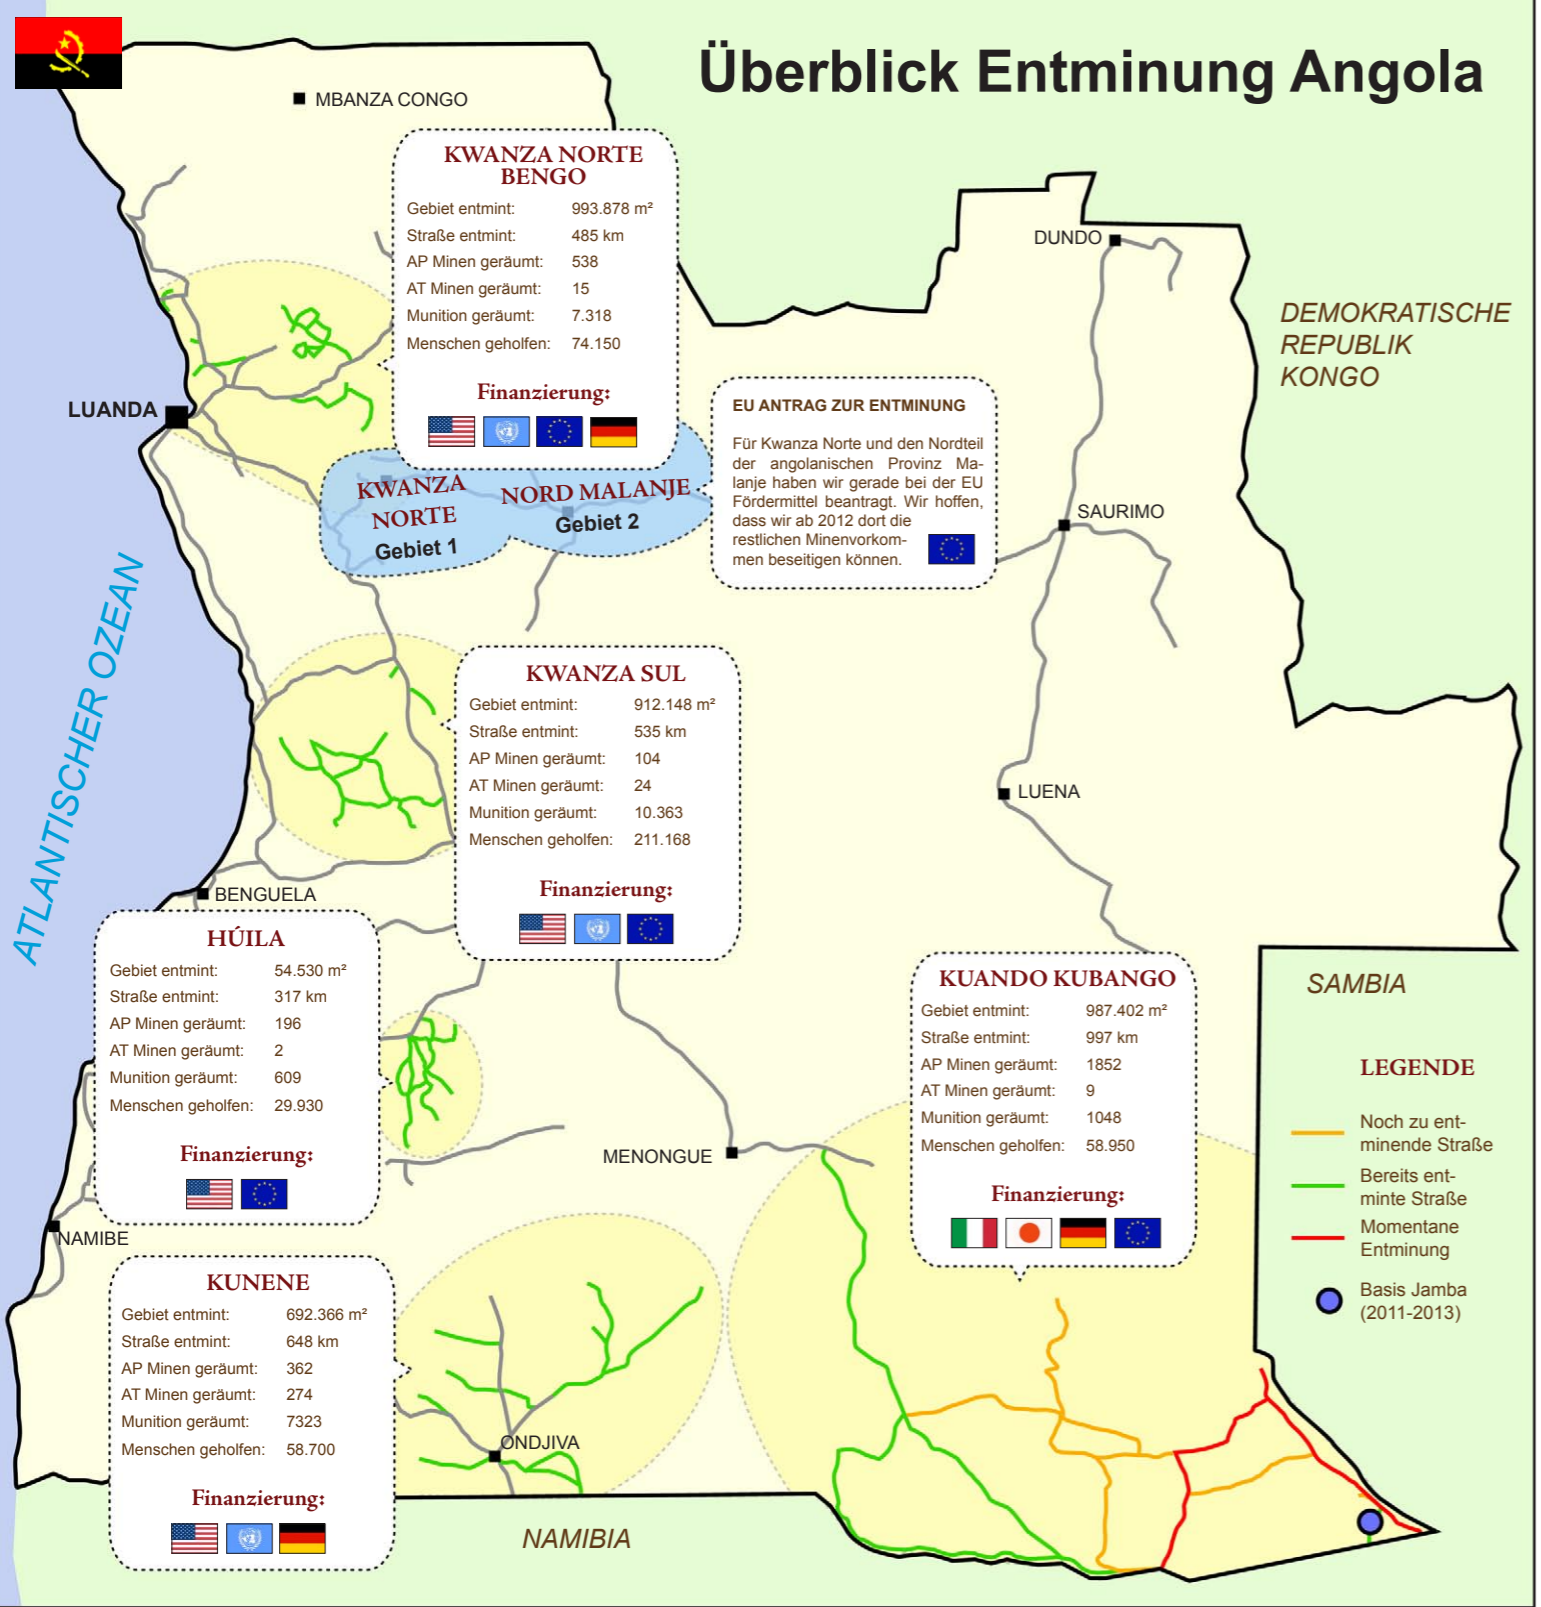 Überblick Entminung Angola
MBANZA CONGO
KWANZA NORTE
BENGO
Gebiet entmint: 993.878 m²
Straße entmint: 485 km
AP Minen geräumt: 538
AT Minen geräumt: 15
Munition geräumt: 7.318
Menschen geholfen: 74.150
Finanzierung:
DUNDO
DEMOKRATISCHE
REPUBLIK
KONGO
LUANDA
EU ANTRAG ZUR ENTMINUNG
Für Kwanza Norte und den Nordteil
der angolanischen Provinz Ma-
lanje haben wir gerade bei der EU
Fördermittel beantragt. Wir hoffen,
dass wir ab 2012 dort die
restlichen Minenvorkom-
men beseitigen können.
KWANZA
NORTE
Gebiet 1
NORD MALANJE
Gebiet 2
SAURIMO
ATLANTISCHER OZEAN
KWANZA SUL
Gebiet entmint: 912.148 m²
Straße entmint: 535 km
AP Minen geräumt: 104
AT Minen geräumt: 24
Munition geräumt: 10.363
Menschen geholfen: 211.168
Finanzierung:
LUENA
BENGUELA
HÚILA
Gebiet entmint: 54.530 m²
Straße entmint: 317 km
AP Minen geräumt: 196
AT Minen geräumt: 2
Munition geräumt: 609
Menschen geholfen: 29.930
Finanzierung:
KUANDO KUBANGO
Gebiet entmint: 987.402 m²
Straße entmint: 997 km
AP Minen geräumt: 1852
AT Minen geräumt: 9
Munition geräumt: 1048
Menschen geholfen: 58.950
Finanzierung:
SAMBIA
LEGENDE
Noch zu ent-
minende Straße
Bereits ent-
minte Straße
Momentane
Entminung
Basis Jamba
(2011-2013)
MENONGUE
NAMIBE
KUNENE
Gebiet entmint: 692.366 m²
Straße entmint: 648 km
AP Minen geräumt: 362
AT Minen geräumt: 274
Munition geräumt: 7323
Menschen geholfen: 58.700
Finanzierung:
ONDJIVA
NAMIBIA